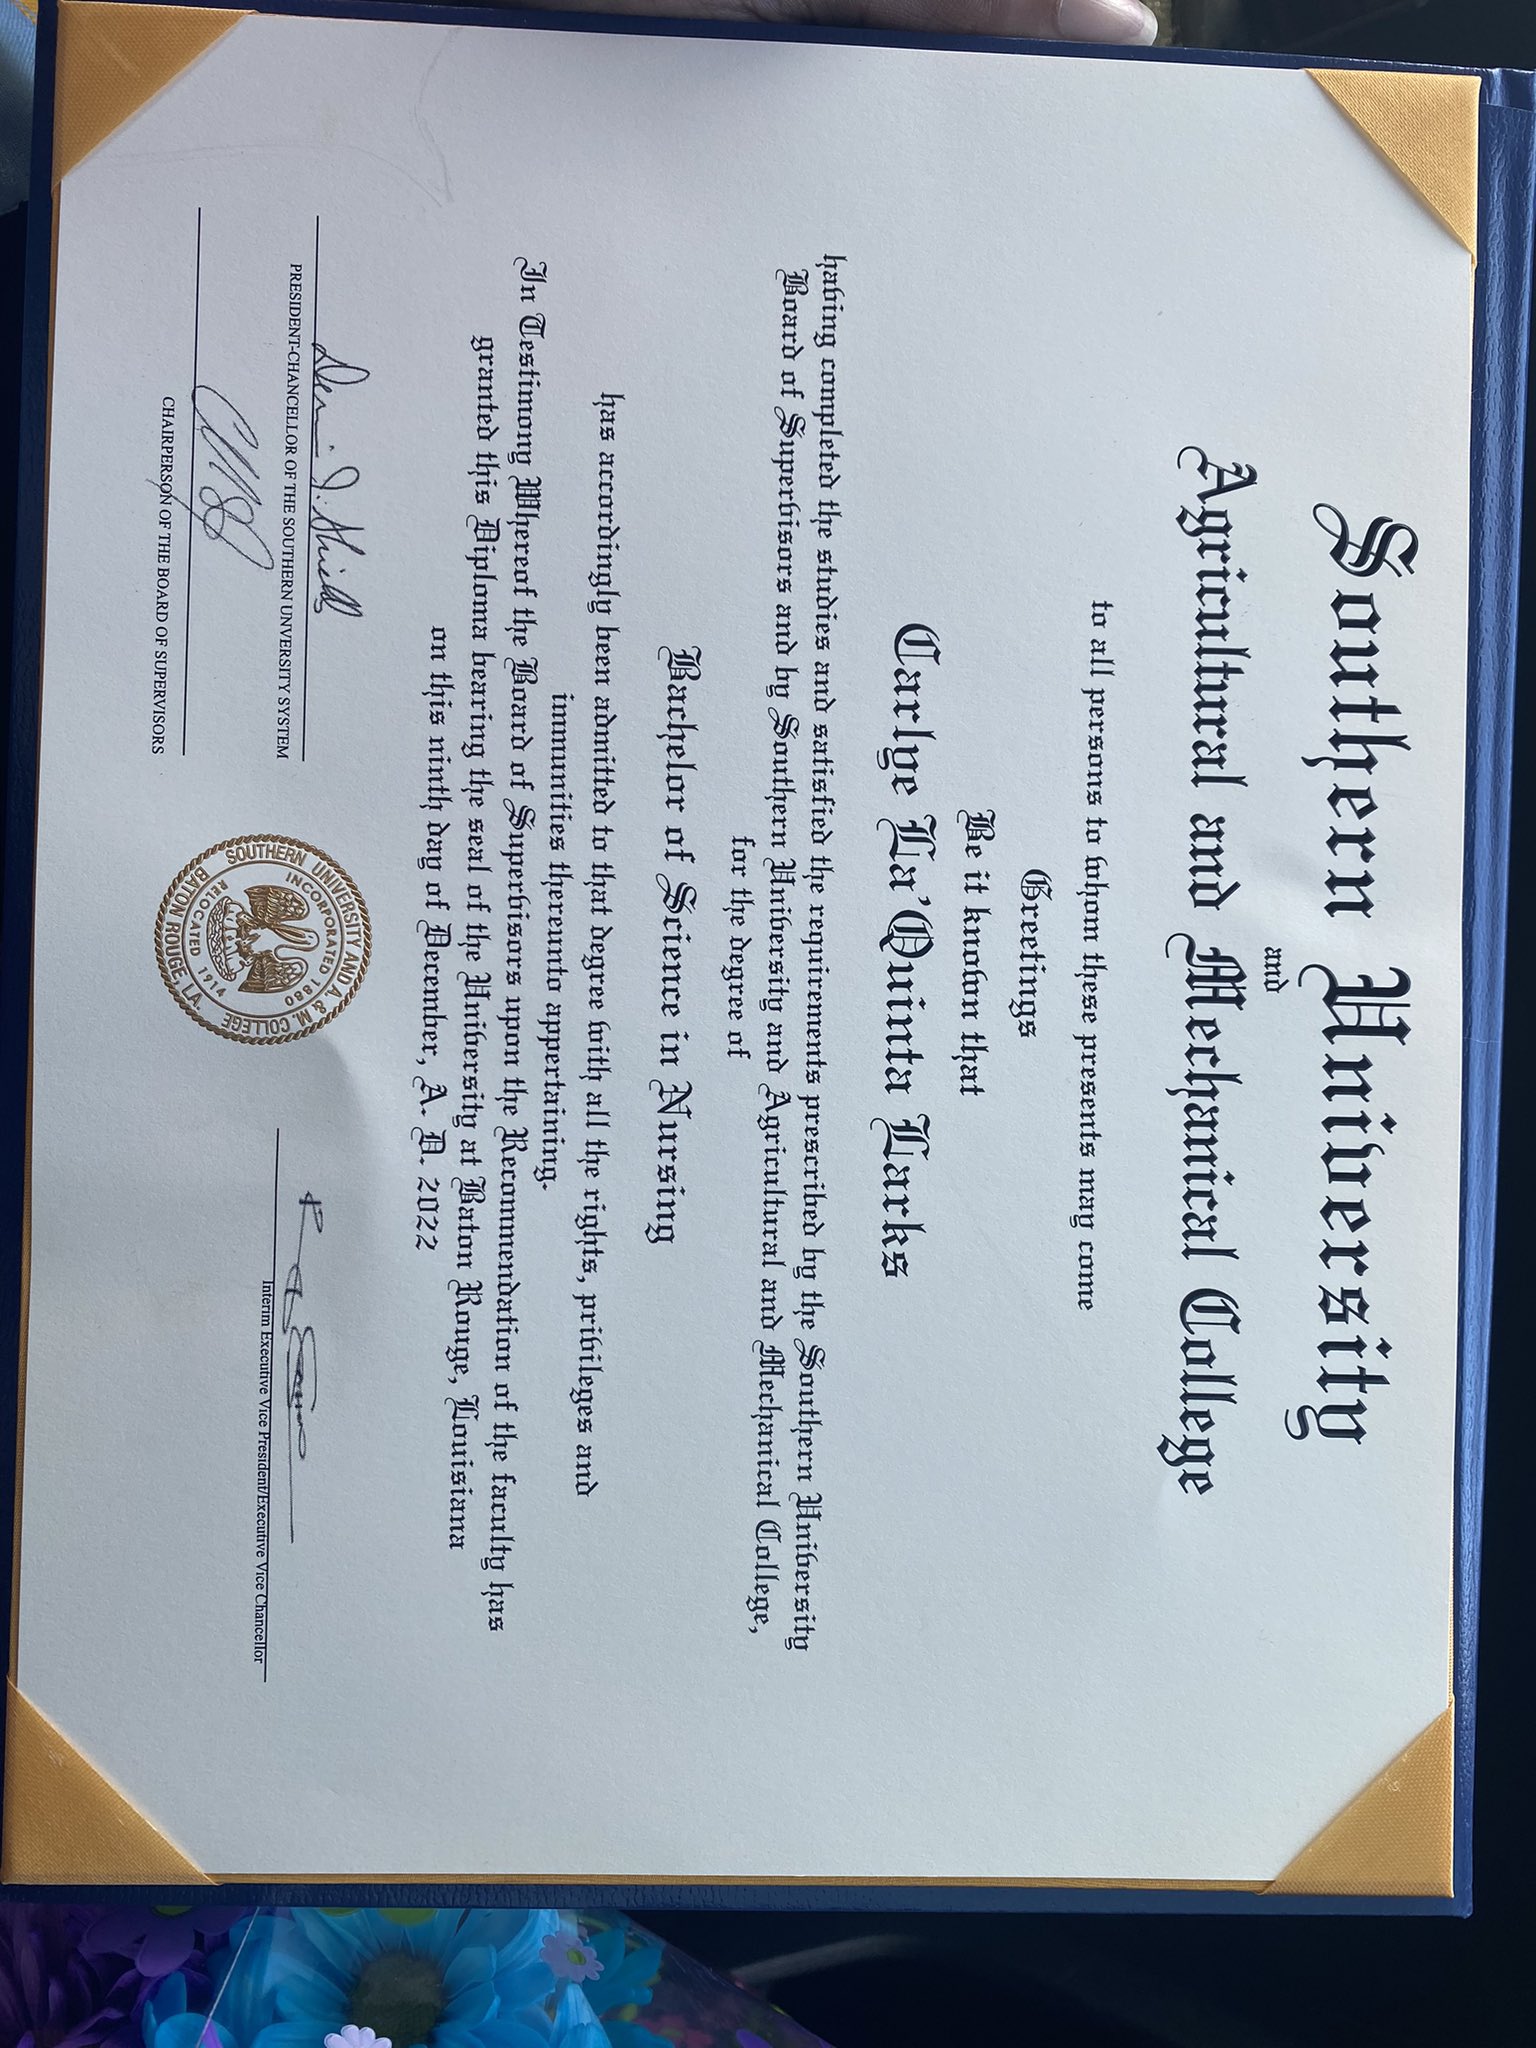 Southern University
and
Agricultural and Mechanical College
to all persons to whom these presents may come
Greetings
Be it known that
Carlye La'Quinta Larks
having completed the studies and satisfied the requirements prescribed by the Southern University
Board of Supervisors and by Southern University and Agricultural and Mechanical College,
for the degree of
Bachelor of Science in Nursing
has accordingly been admitted to that degree with all the rights, privileges and
immunities thereunto appertaining.
In Testimony Whereof the Board of Supervisors upon the Recommendation of the faculty has
granted this Diploma bearing the seal of the University at Baton Rouge, Louisiana
on this ninth day of December, A. D. 2022
Dennis J. Shields
PRESIDENT-CHANCELLOR OF THE SOUTHERN UNVERSITY SYSTEM
CHAIRPERSON OF THE BOARD OF SUPERVISORS
SOUTHERN UNIVERSITY AND A. & M. COLLEGE
BATON ROUGE, LA.
INCORPORATED 1880
RELOCATED 1914
Interim Executive Vice President/Executive Vice Chancellor